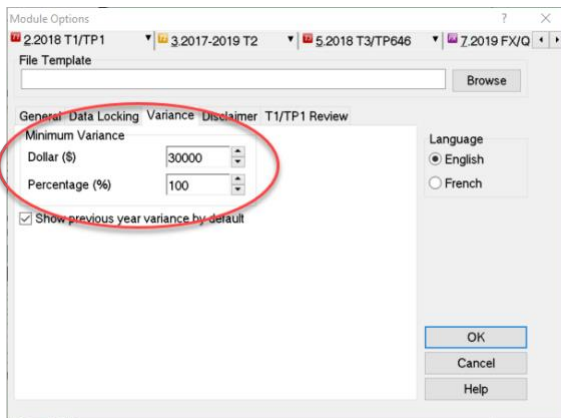 Module Options ? X
2.2018 T1/TP1 3.2017-2019 T2 5.2018 T3/TP646 7.2019 FX/Q
File Template
Browse
General Data Locking Variance Disclaimer T1/TP1 Review
Minimum Variance
Dollar ($) 30000
Percentage (%) 100
Show previous year variance by default
Language
English
French
OK
Cancel
Help